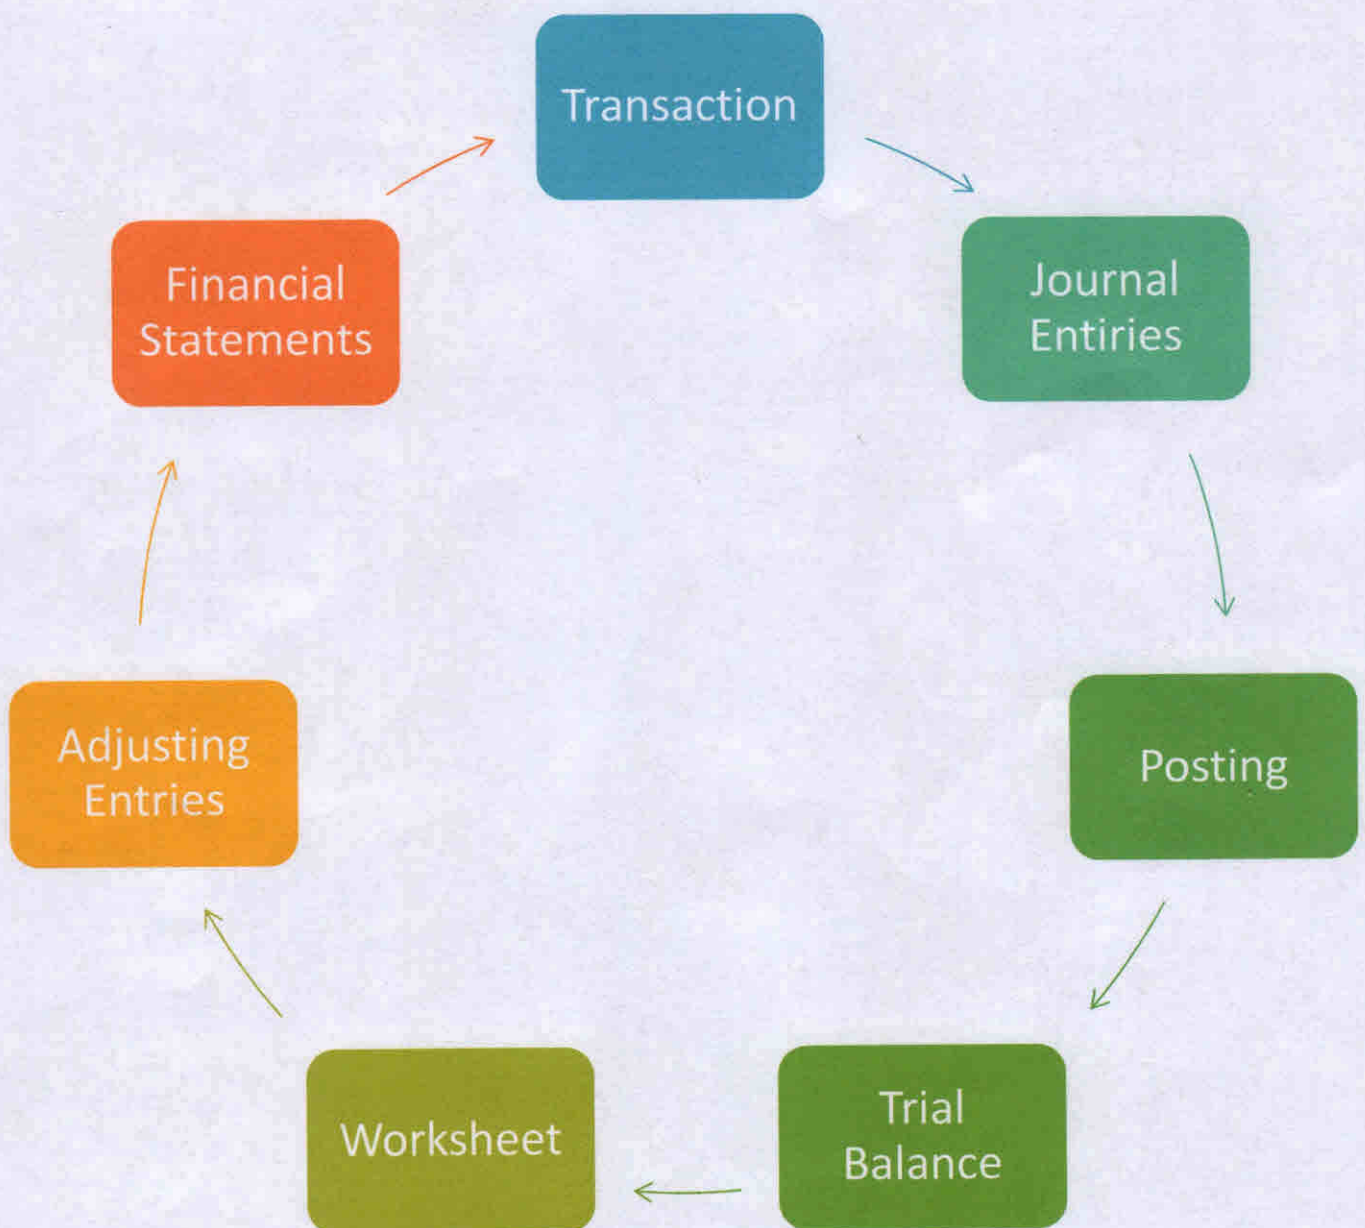 Transaction
Journal
Entiries
Posting
Trial
Balance
Worksheet
Adjusting
Entries
Financial
Statements